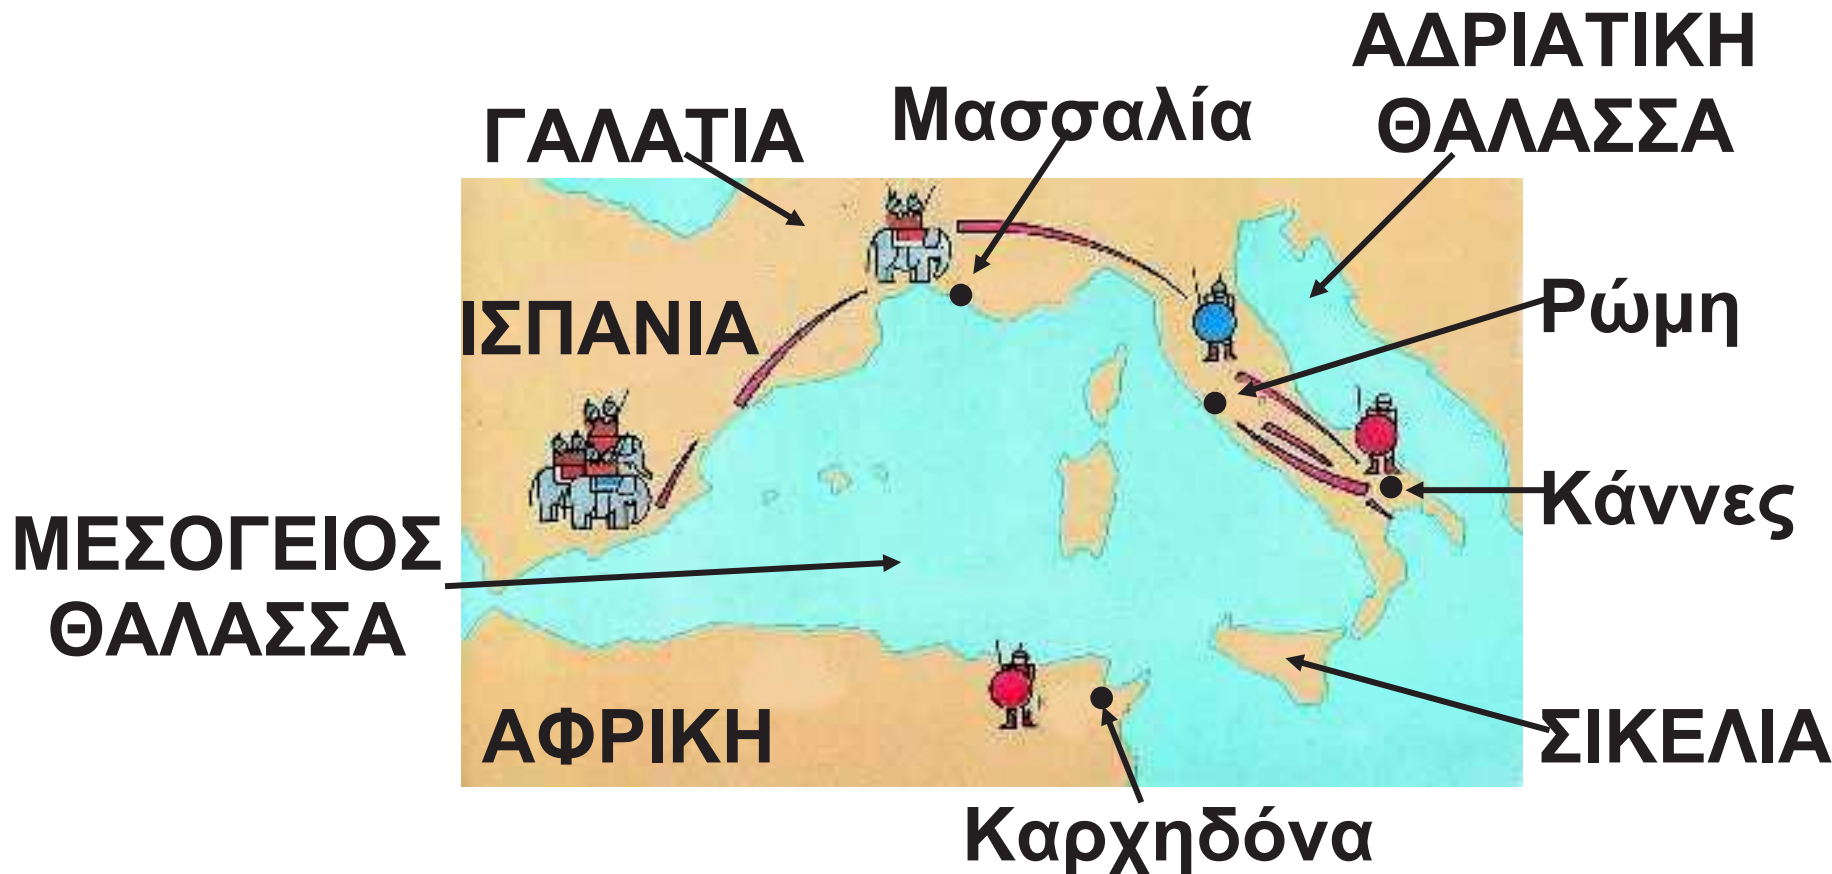 ΑΔΡΙΑΤΙΚΗ
ΘΑΛΑΣΣΑ
Μασσαλία
ΓΑΛΑΤΙΑ
Ρώμη
ΙΣΠΑΝΙΑ
Κάννες
ΜΕΣΟΓΕΙΟΣ
ΘΑΛΑΣΣΑ
ΑΦΡΙΚΗ
ΣΙΚΕΛΙΑ
Καρχηδόνα